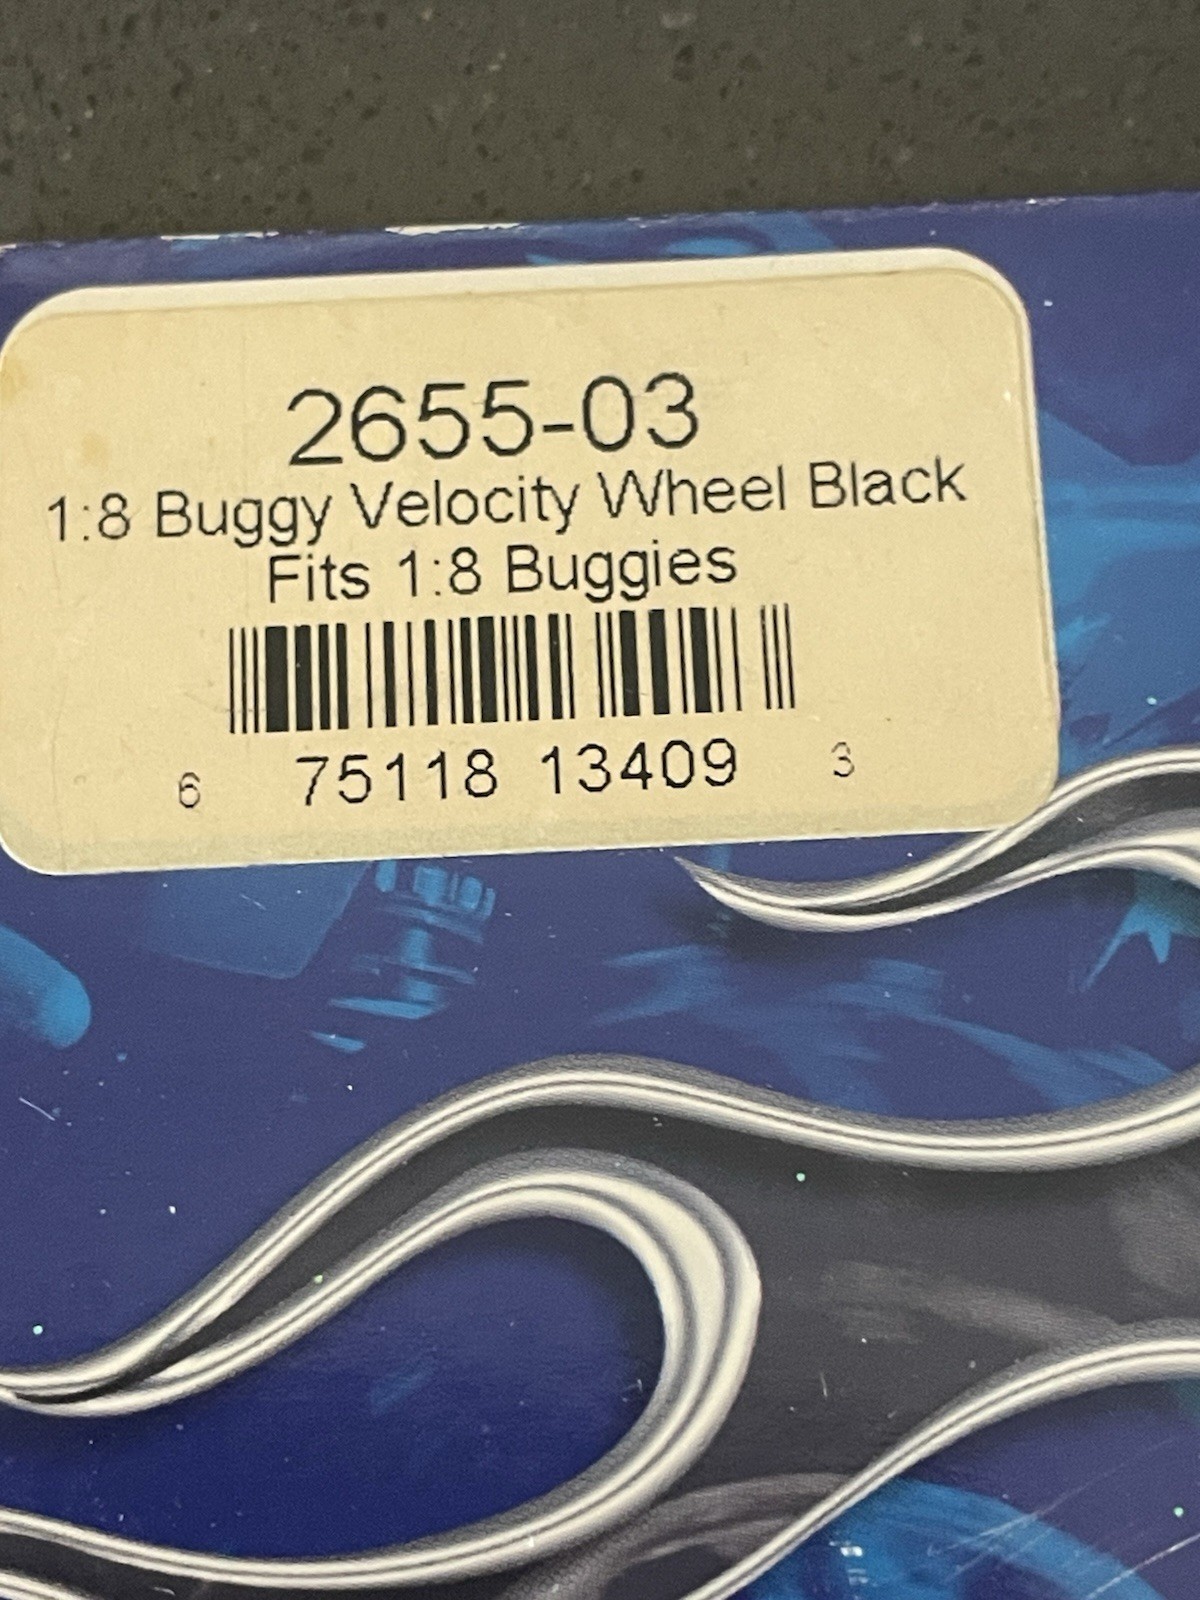 2655-03
1:8 Buggy Velocity Wheel Black
Fits 1:8 Buggies
6 75118 13409 3